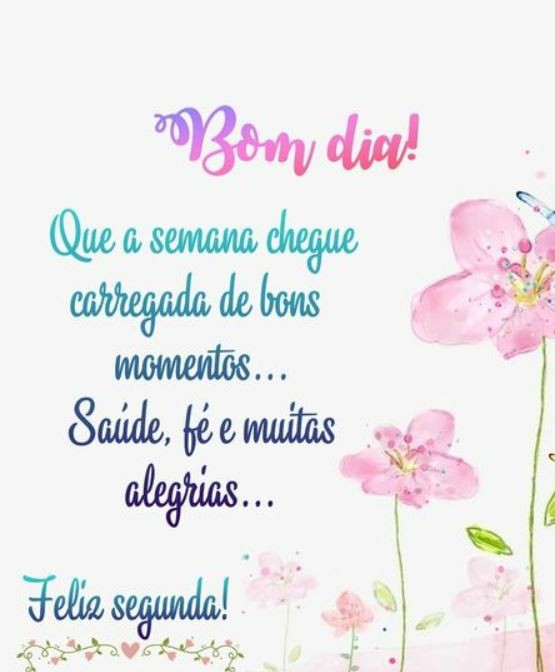 Bom dia!
Que a semana chegue
carregada de bons
momentos...
Saúde, fé e muitas
alegrias...
Feliz segunda!